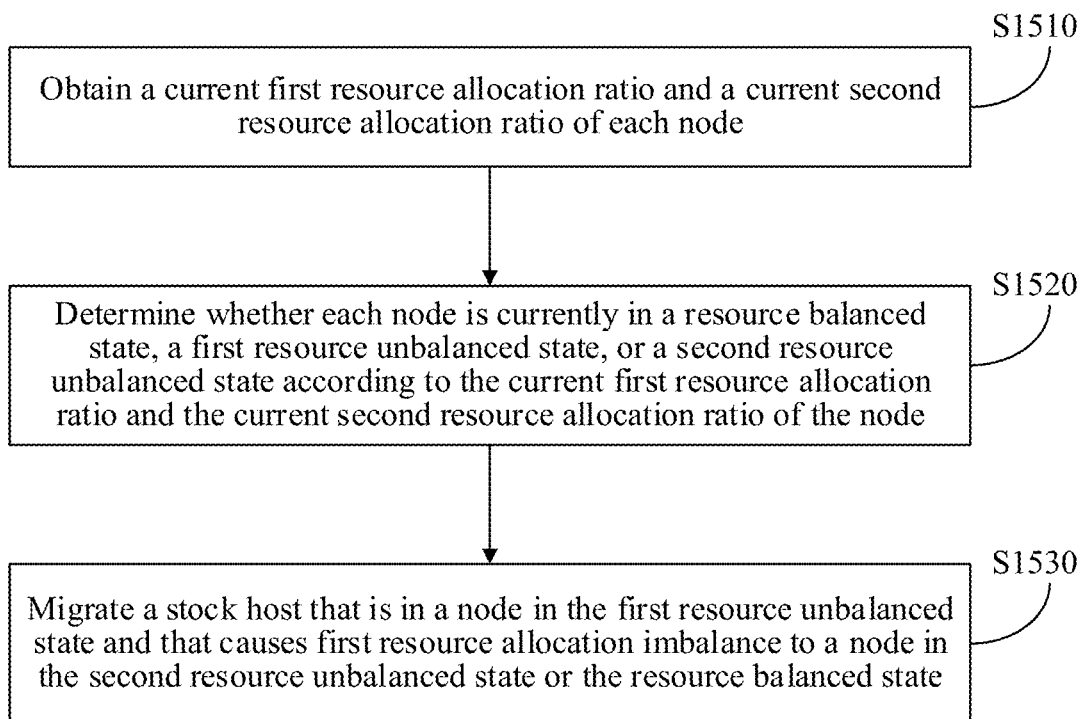 S1510
Obtain a current first resource allocation ratio and a current second
resource allocation ratio of each node
S1520
Determine whether each node is currently in a resource balanced
state, a first resource unbalanced state, or a second resource
unbalanced state according to the current first resource allocation
ratio and the current second resource allocation ratio of the node
S1530
Migrate a stock host that is in a node in the first resource unbalanced
state and that causes first resource allocation imbalance to a node in
the second resource unbalanced state or the resource balanced state